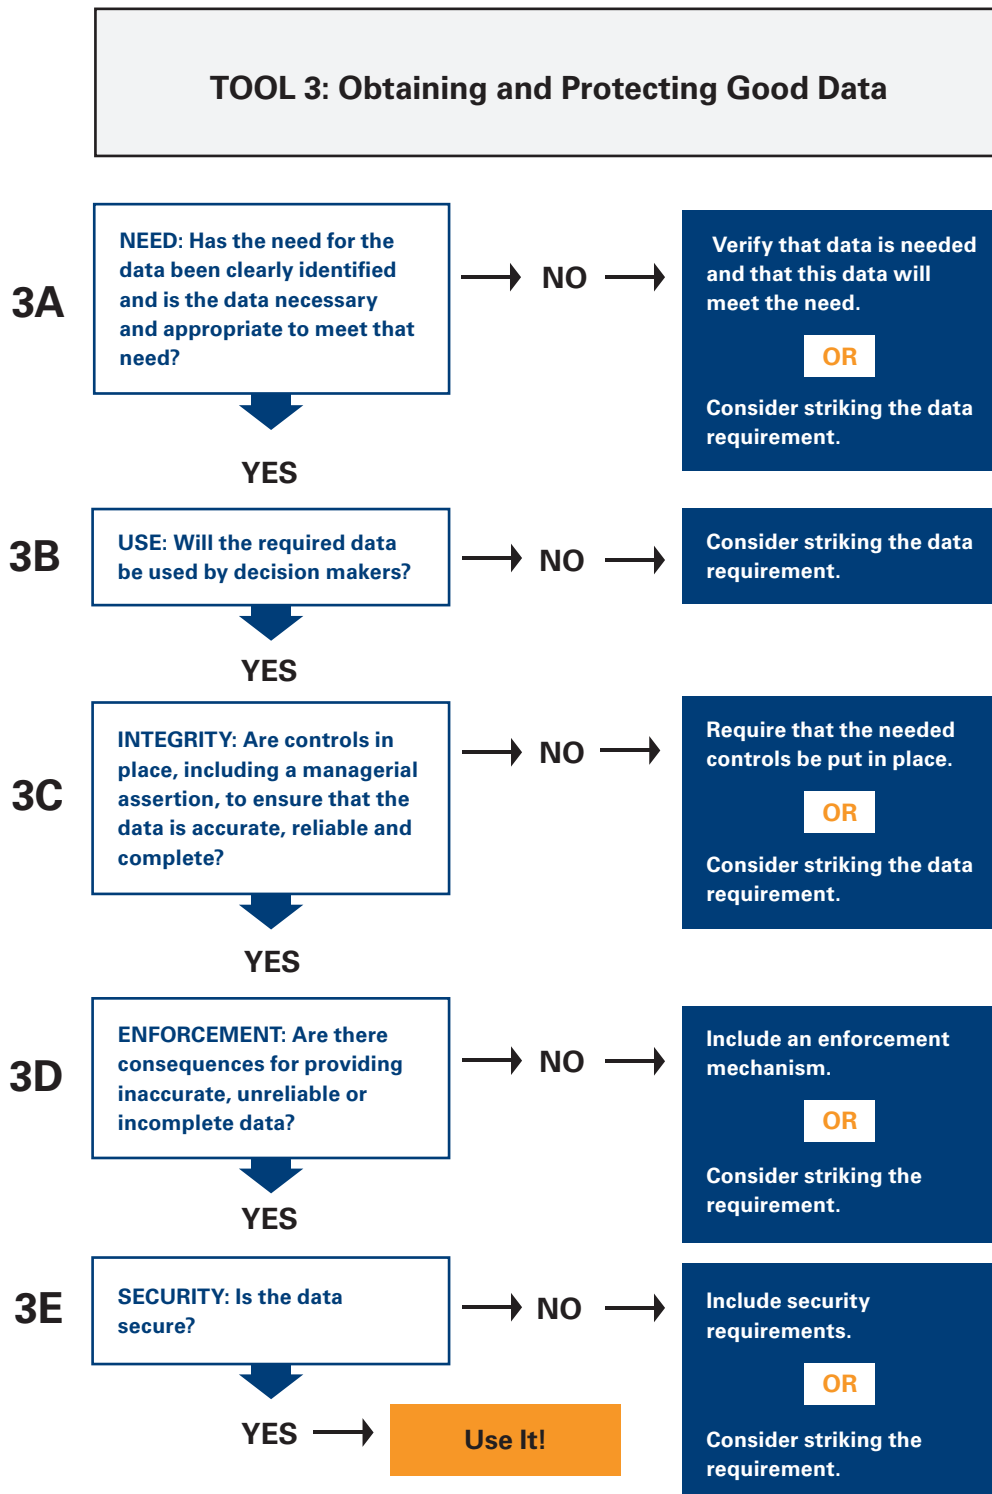 TOOL 3: Obtaining and Protecting Good Data
3A
NEED: Has the need for the
data been clearly identified
and is the data necessary
and appropriate to meet that
need?
NO
Verify that data is needed
and that this data will
meet the need.
OR
Consider striking the data
requirement.
YES
3B
USE: Will the required data
be used by decision makers?
NO
Consider striking the data
requirement.
YES
3C
INTEGRITY: Are controls in
place, including a managerial
assertion, to ensure that the
data is accurate, reliable and
complete?
NO
Require that the needed
controls be put in place.
OR
Consider striking the data
requirement.
YES
3D
ENFORCEMENT: Are there
consequences for providing
inaccurate, unreliable or
incomplete data?
NO
Include an enforcement
mechanism.
OR
Consider striking the
requirement.
YES
3E
SECURITY: Is the data
secure?
NO
Include security
requirements.
OR
Consider striking the
requirement.
YES
Use It!